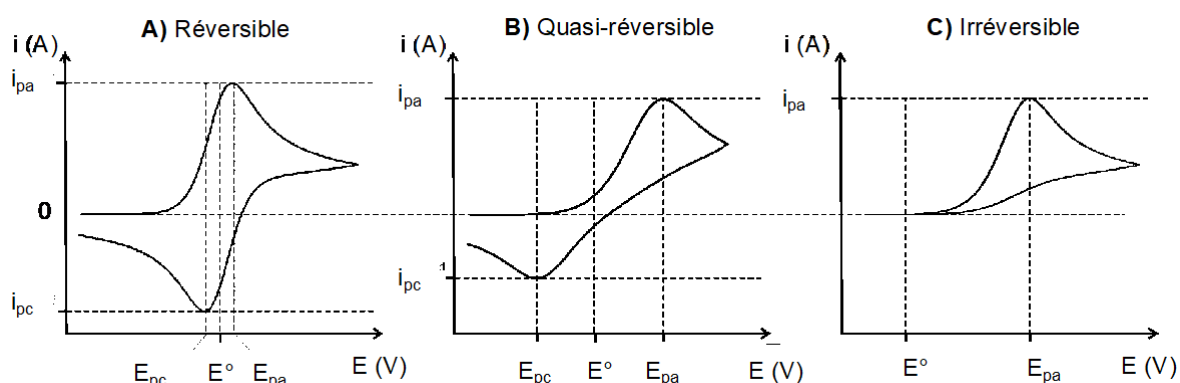 A) Réversible
B) Quasi-réversible
C) Irréversible
i (A)
i (A)
i (A)
ipa
ipa
ipa
0
ipc
ipc
Epc
E°
Epa
E (V)
Epc
E°
Epa
E (V)
E°
Epa
E (V)